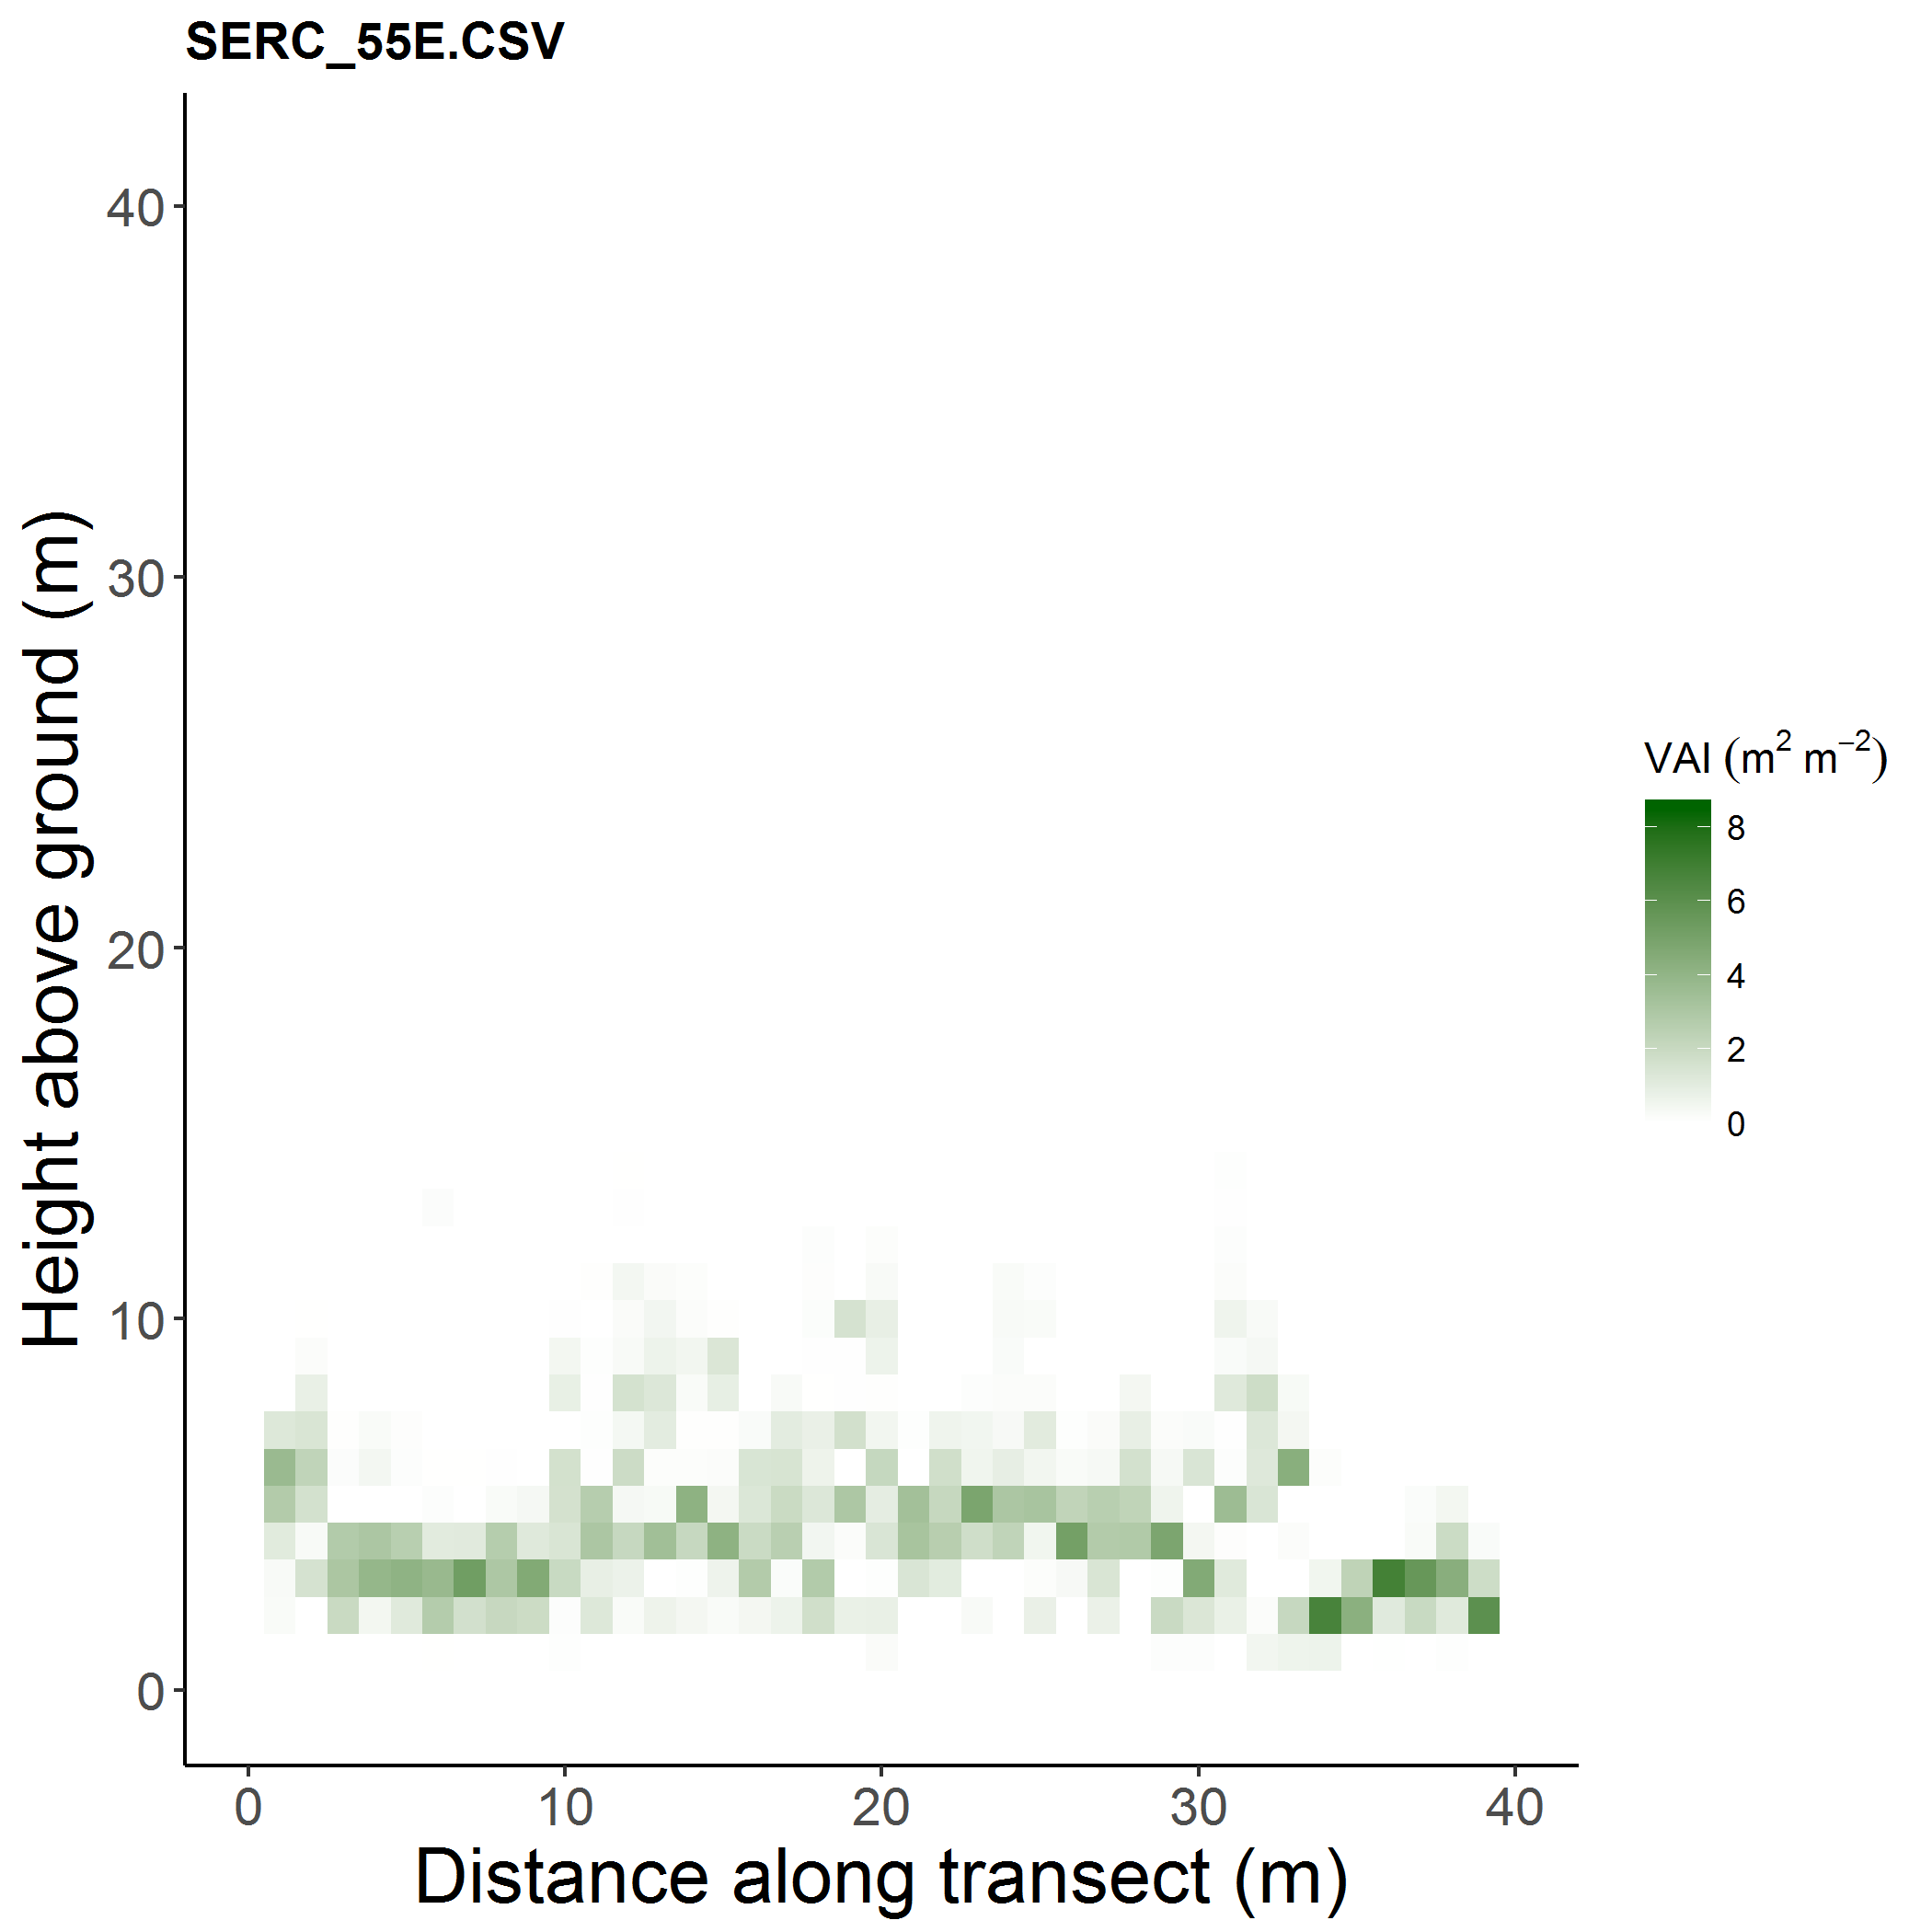 SERC_55E.CSV
40
30
20
10
0
Height above ground (m)
0 10 20 30 40
Distance along transect (m)
VAI (m² m⁻²)
8
6
4
2
0